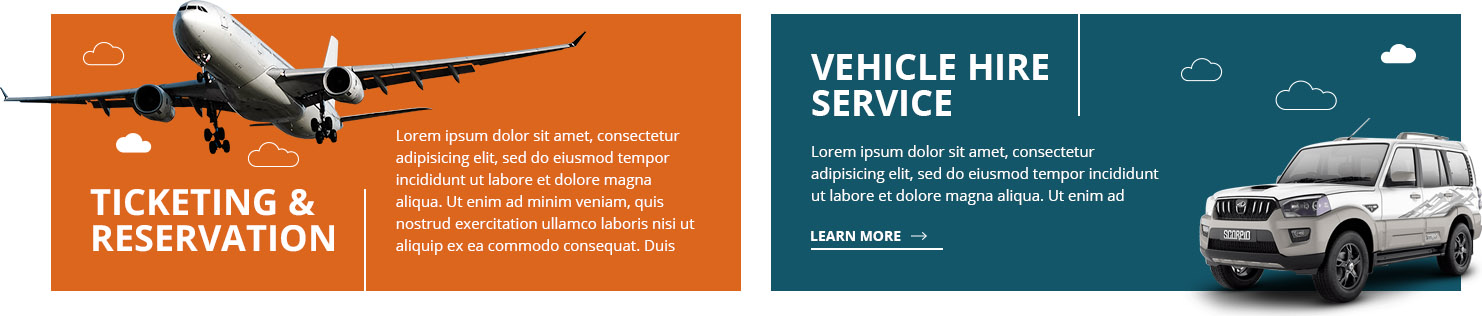 TICKETING &
RESERVATION
Lorem ipsum dolor sit amet, consectetur
adipisicing elit, sed do eiusmod tempor
incididunt ut labore et dolore magna
aliqua. Ut enim ad minim veniam, quis
nostrud exercitation ullamco laboris nisi ut
aliquip ex ea commodo consequat. Duis
VEHICLE HIRE
SERVICE
Lorem ipsum dolor sit amet, consectetur
adipisicing elit, sed do eiusmod tempor incididunt
ut labore et dolore magna aliqua. Ut enim ad
LEARN MORE
SCORPIO